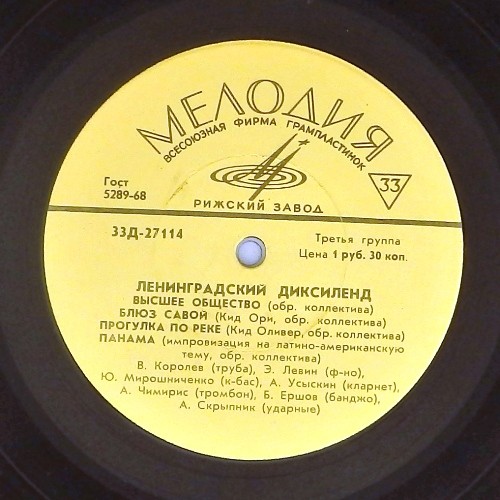 МЕЛОДИЯ
ВСЕСОЮЗНАЯ ФИРМА ГРАМПЛАСТИНОК
33
Гост
5289-68
РИЖСКИЙ ЗАВОД
33Д-27114
Третья группа
Цена 1 руб. 30 коп.
ЛЕНИНГРАДСКИЙ ДИКСИЛЕНД
ВЫСШЕЕ ОБЩЕСТВО (обр. коллектива)
БЛЮЗ САВОЙ (Кид Ори, обр. коллектива)
ПРОГУЛКА ПО РЕКЕ (Кид Оливер, обр. коллектива)
ПАНАМА (импровизация на латино-американскую
тему, обр. коллектива)
В. Королев (труба), Э. Левин (ф-но),
Ю. Мирошниченко (к-бас), А. Усыскин (кларнет),
А. Чимирис (тромбон), Б. Ершов (банджо),
А. Скрыпник (ударные)